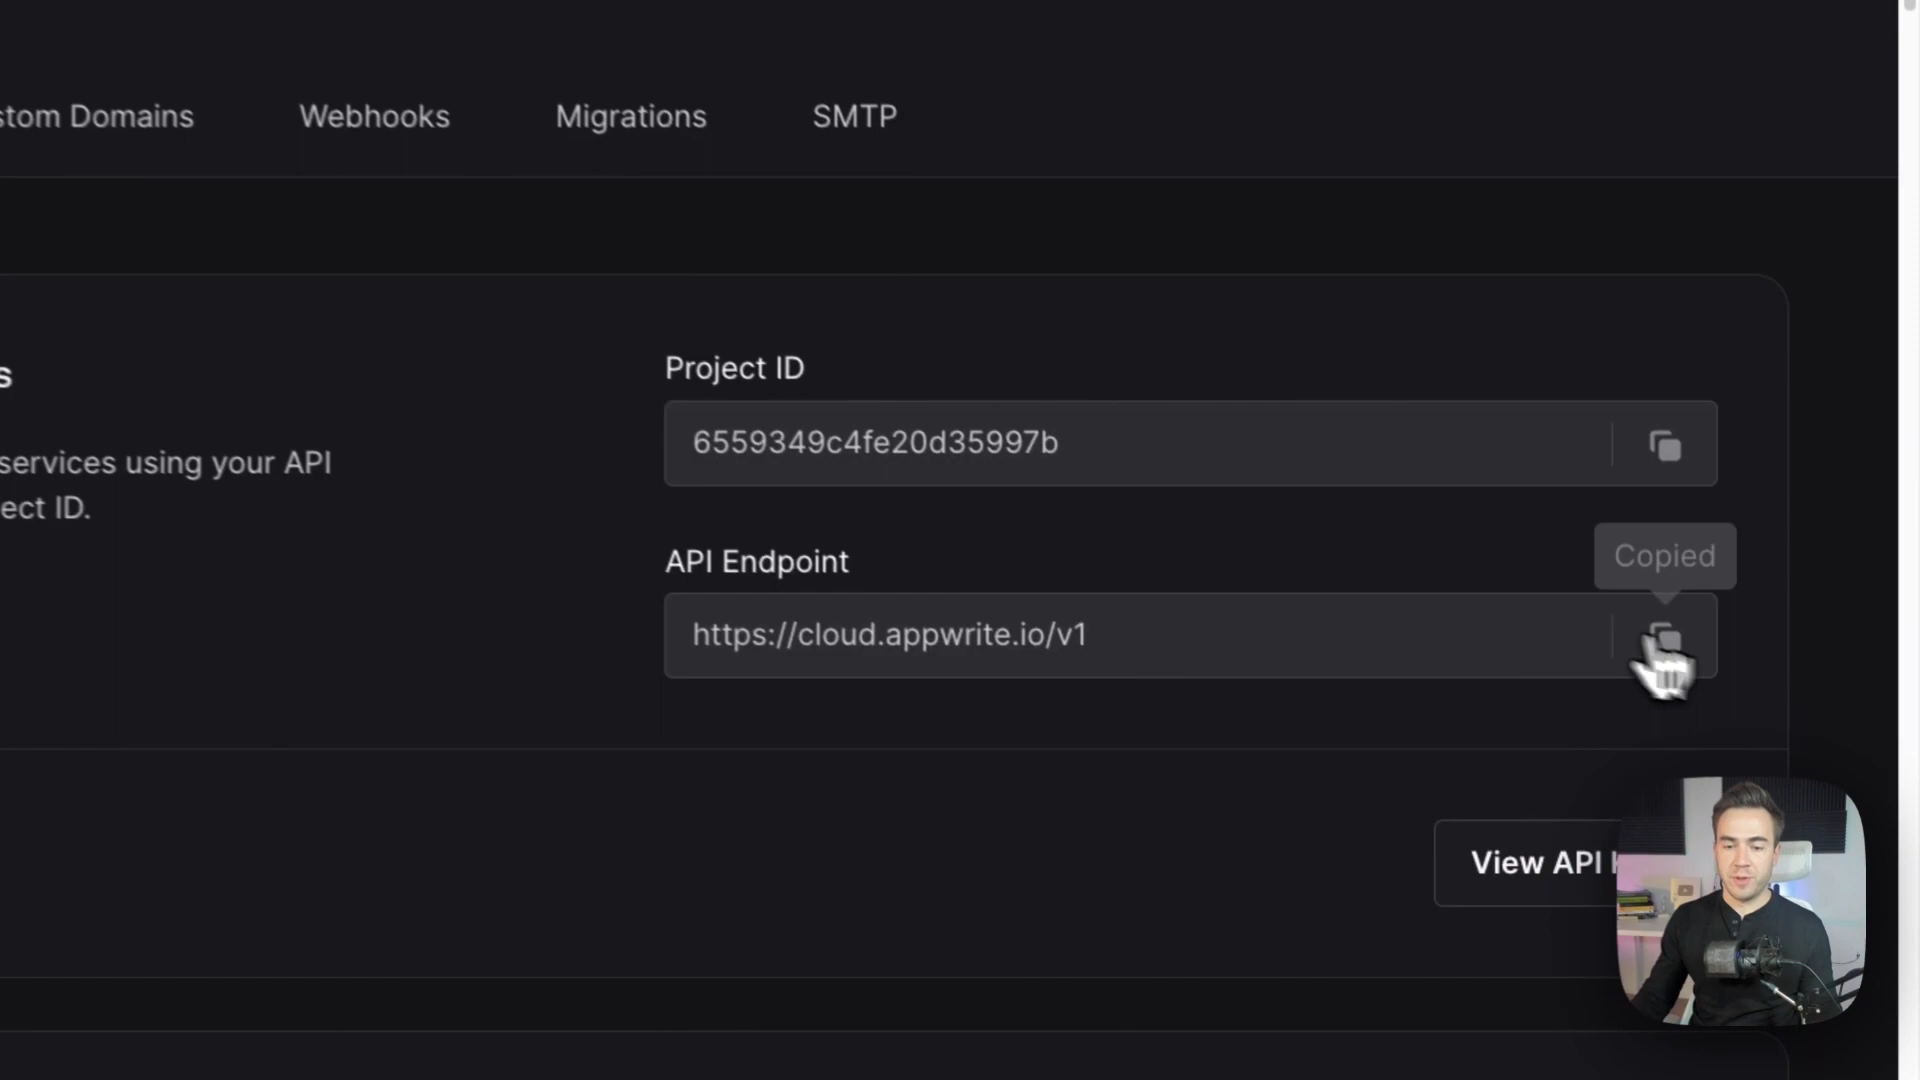 stom Domains Webhooks Migrations SMTP
s
services using your API
ect ID.
Project ID
6559349c4fe20d35997b
API Endpoint
Copied
https://cloud.appwrite.io/v1
View API